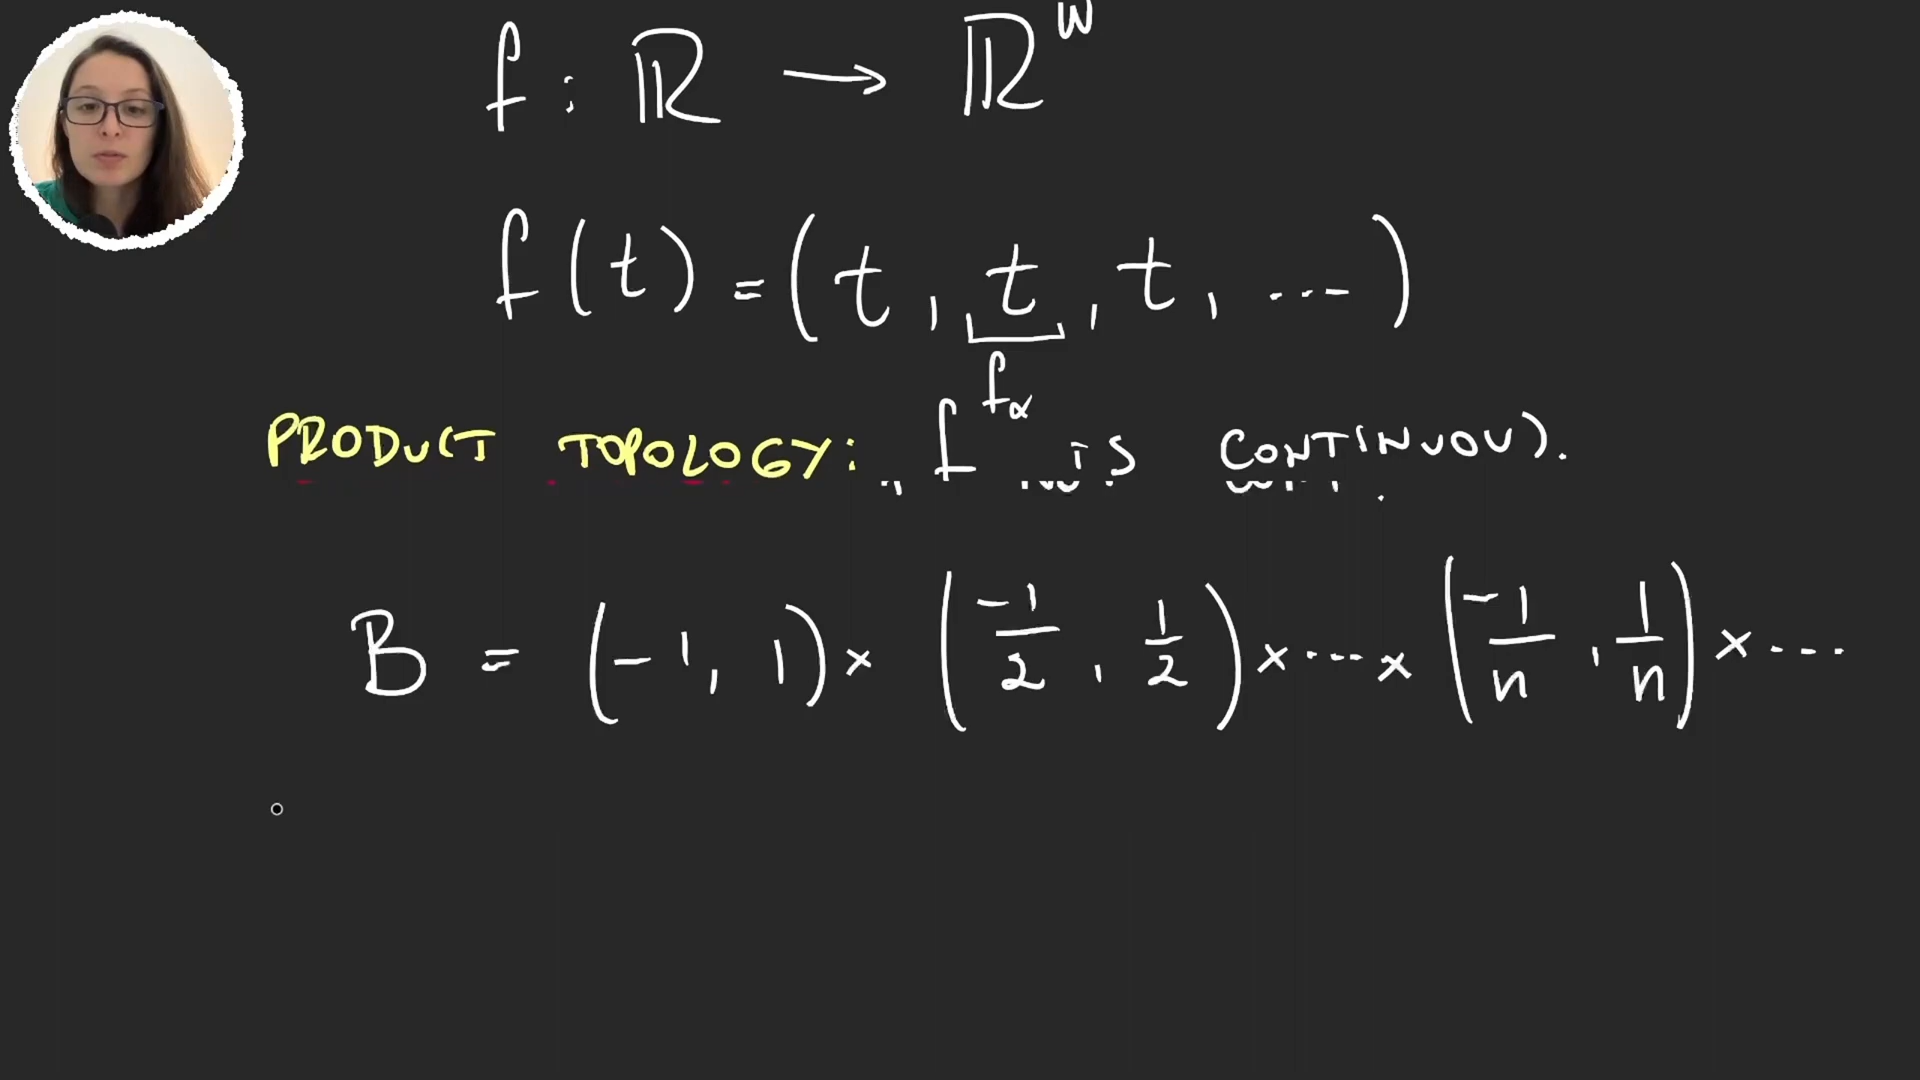 f : ℝ → ℝ^ω
f(t) = (t, t, t, ...)
f_α
PRODUCT TOPOLOGY: f IS CONTINUOUS.
B = (-1, 1) × (-1/2, 1/2) × ... × (-1/n, 1/n) × ...